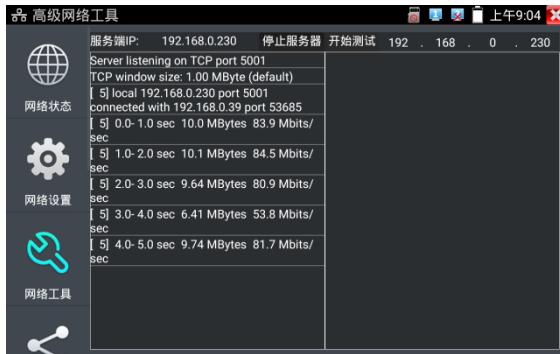 高级网络工具
上午9:04
服务端IP: 192.168.0.230 停止服务器 开始测试 192 . 168 . 0 . 230
Server listening on TCP port 5001
TCP window size: 1.00 MByte (default)
[ 5] local 192.168.0.230 port 5001
connected with 192.168.0.39 port 53685
[ 5] 0.0- 1.0 sec 10.0 MBytes 83.9 Mbits/
sec
[ 5] 1.0- 2.0 sec 10.1 MBytes 84.5 Mbits/
sec
[ 5] 2.0- 3.0 sec 9.64 MBytes 80.9 Mbits/
sec
[ 5] 3.0- 4.0 sec 6.41 MBytes 53.8 Mbits/
sec
[ 5] 4.0- 5.0 sec 9.74 MBytes 81.7 Mbits/
sec
网络状态
网络设置
网络工具